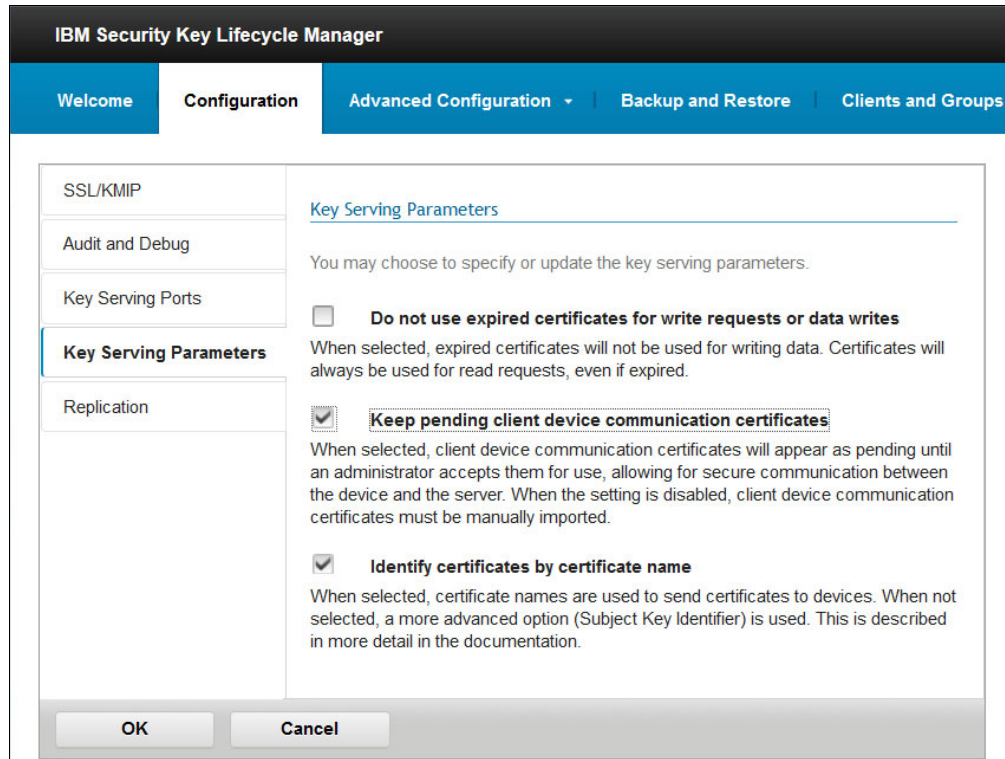 IBM Security Key Lifecycle Manager
Welcome Configuration Advanced Configuration Backup and Restore Clients and Groups
SSL/KMIP
Audit and Debug
Key Serving Ports
Key Serving Parameters
Replication
Key Serving Parameters
You may choose to specify or update the key serving parameters.
Do not use expired certificates for write requests or data writes
When selected, expired certificates will not be used for writing data. Certificates will
always be used for read requests, even if expired.
Keep pending client device communication certificates
When selected, client device communication certificates will appear as pending until
an administrator accepts them for use, allowing for secure communication between
the device and the server. When the setting is disabled, client device communication
certificates must be manually imported.
Identify certificates by certificate name
When selected, certificate names are used to send certificates to devices. When not
selected, a more advanced option (Subject Key Identifier) is used. This is described
in more detail in the documentation.
OK Cancel